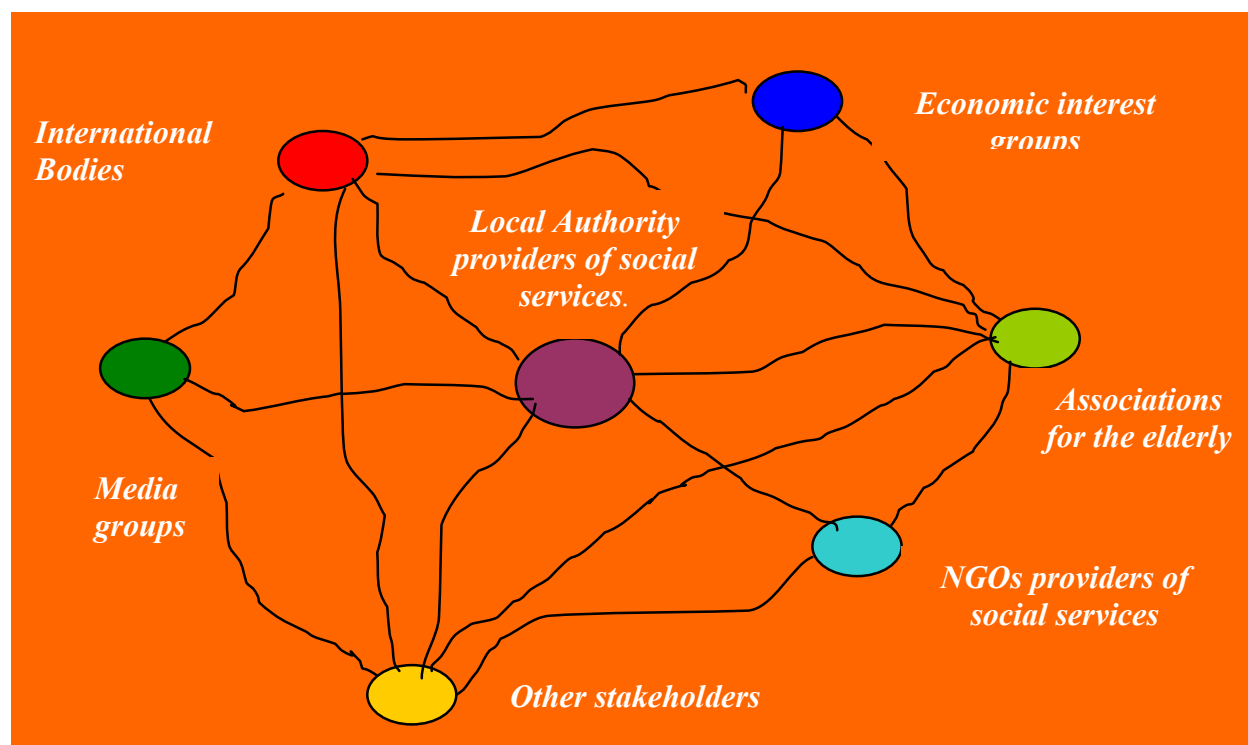 International
Bodies
Economic interest
groups
Local Authority
providers of social
services.
Associations
for the elderly
Media
groups
NGOs providers of
social services
Other stakeholders